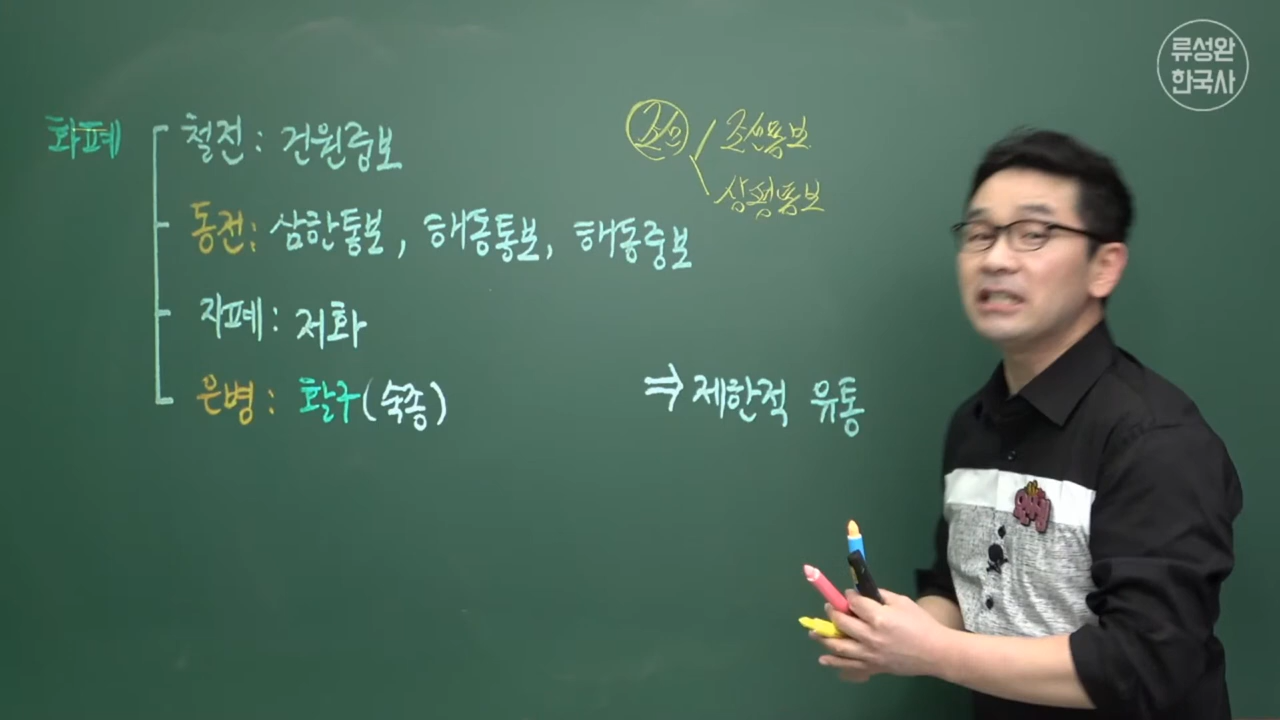 류성완
한국사
화폐
철전: 건원중보
동전: 삼한통보, 해동통보, 해동중보
지폐: 저화
은병: 활구(숙종)
조선
조선통보
상평통보
⇒ 제한적 유통